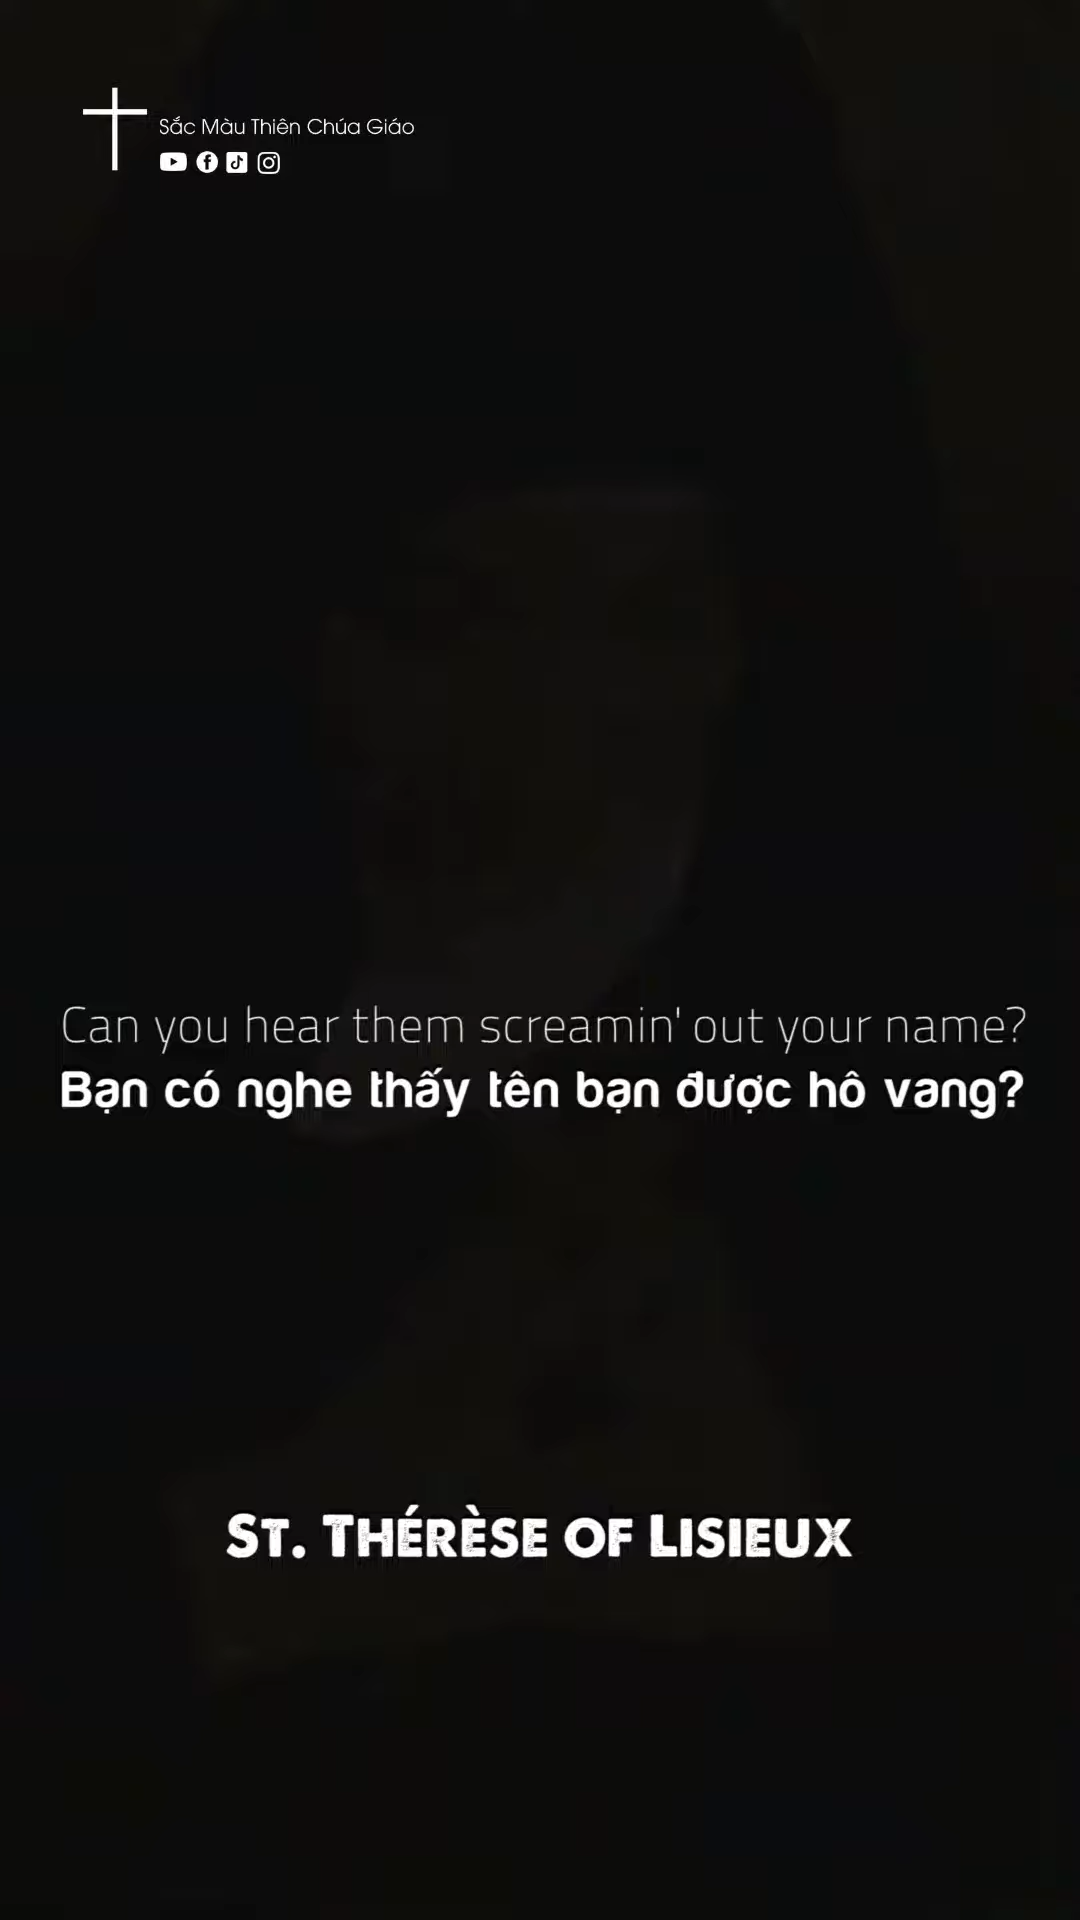 Sắc Màu Thiên Chúa Giáo
Can you hear them screamin' out your name?
Bạn có nghe thấy tên bạn được hô vang?
St. Thérèse of Lisieux